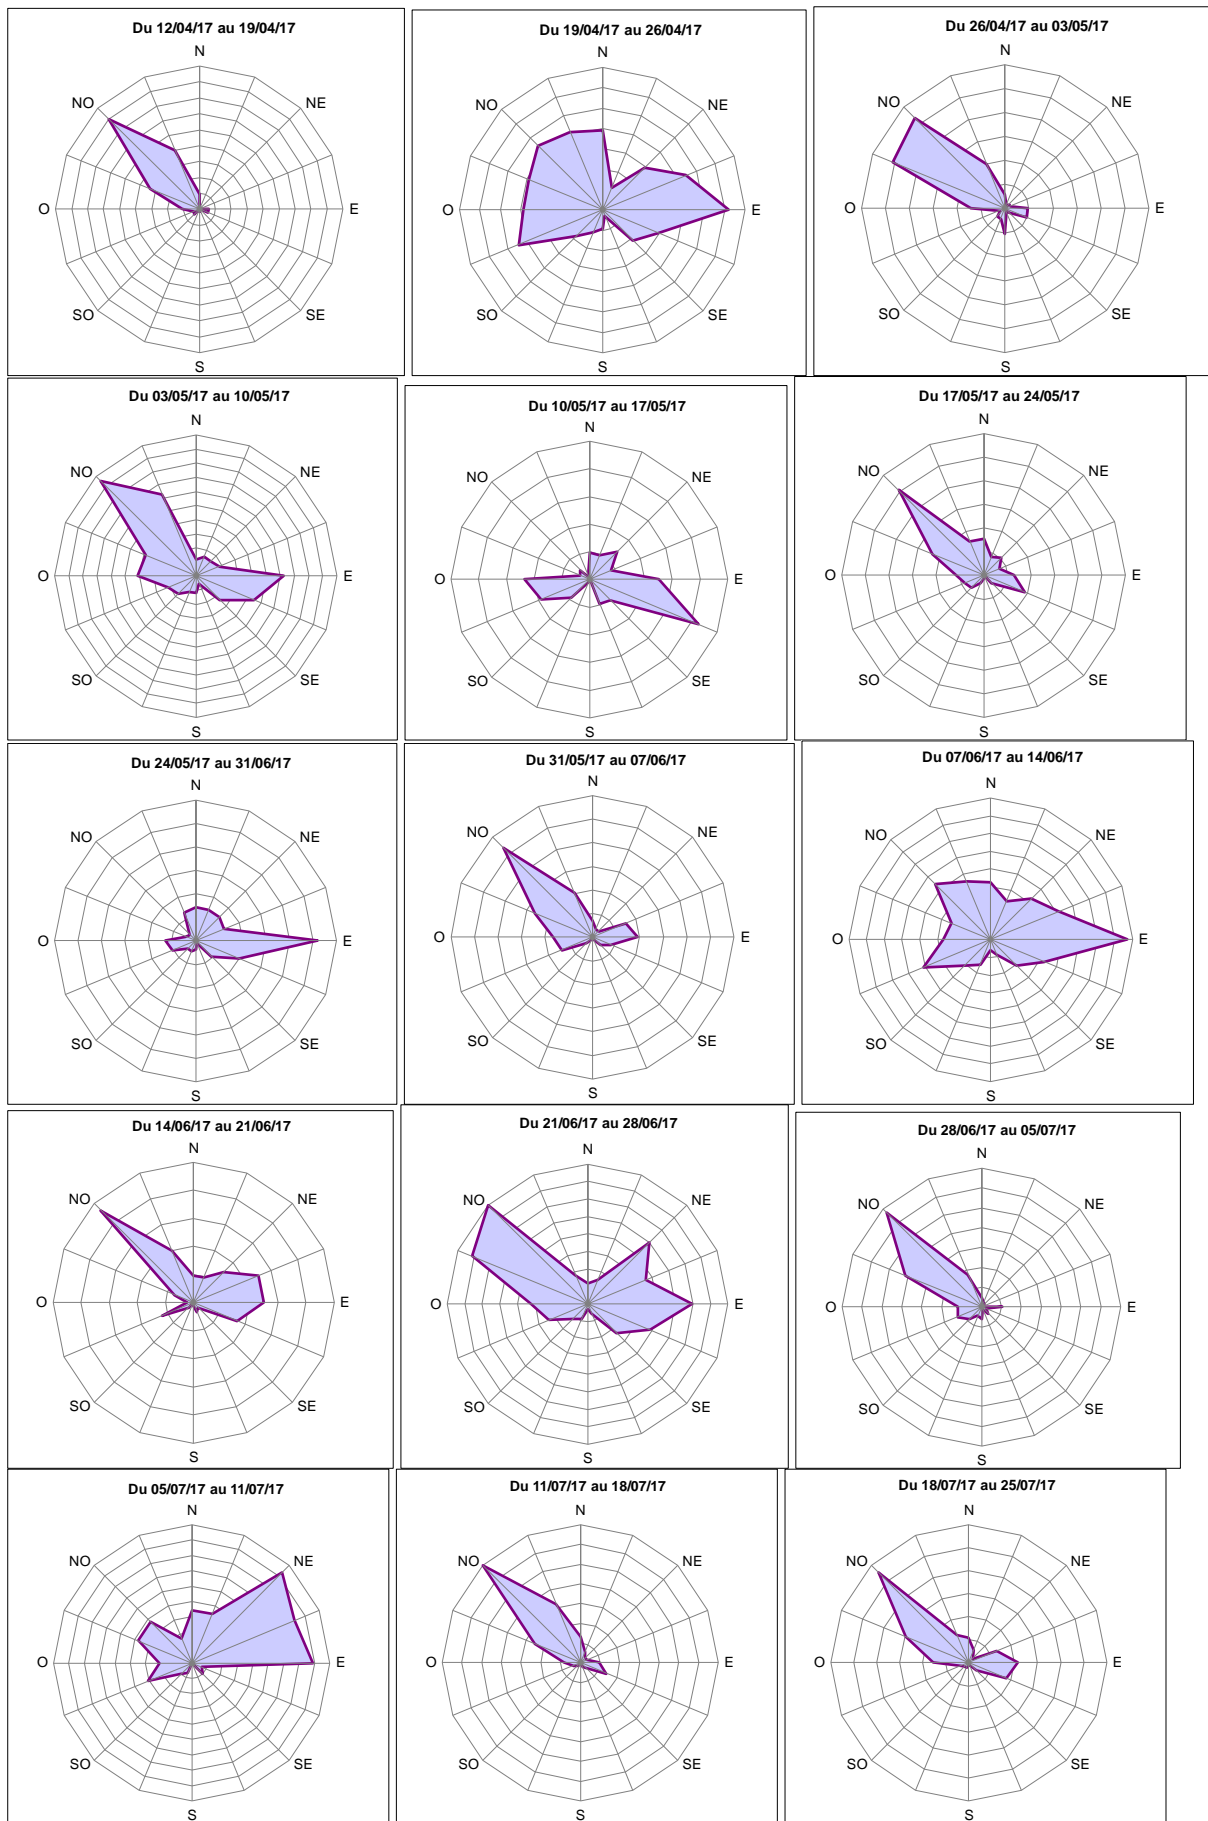 Du 12/04/17 au 19/04/17
N
NO NE
O E
SO SE
S
Du 19/04/17 au 26/04/17
N
NO NE
O E
SO SE
S
Du 26/04/17 au 03/05/17
N
NO NE
O E
SO SE
S
Du 03/05/17 au 10/05/17
N
NO NE
O E
SO SE
S
Du 10/05/17 au 17/05/17
N
NO NE
O E
SO SE
S
Du 17/05/17 au 24/05/17
N
NO NE
O E
SO SE
S
Du 24/05/17 au 31/06/17
N
NO NE
O E
SO SE
S
Du 31/05/17 au 07/06/17
N
NO NE
O E
SO SE
S
Du 07/06/17 au 14/06/17
N
NO NE
O E
SO SE
S
Du 14/06/17 au 21/06/17
N
NO NE
O E
SO SE
S
Du 21/06/17 au 28/06/17
N
NO NE
O E
SO SE
S
Du 28/06/17 au 05/07/17
N
NO NE
O E
SO SE
S
Du 05/07/17 au 11/07/17
N
NO NE
O E
SO SE
S
Du 11/07/17 au 18/07/17
N
NO NE
O E
SO SE
S
Du 18/07/17 au 25/07/17
N
NO NE
O E
SO SE
S